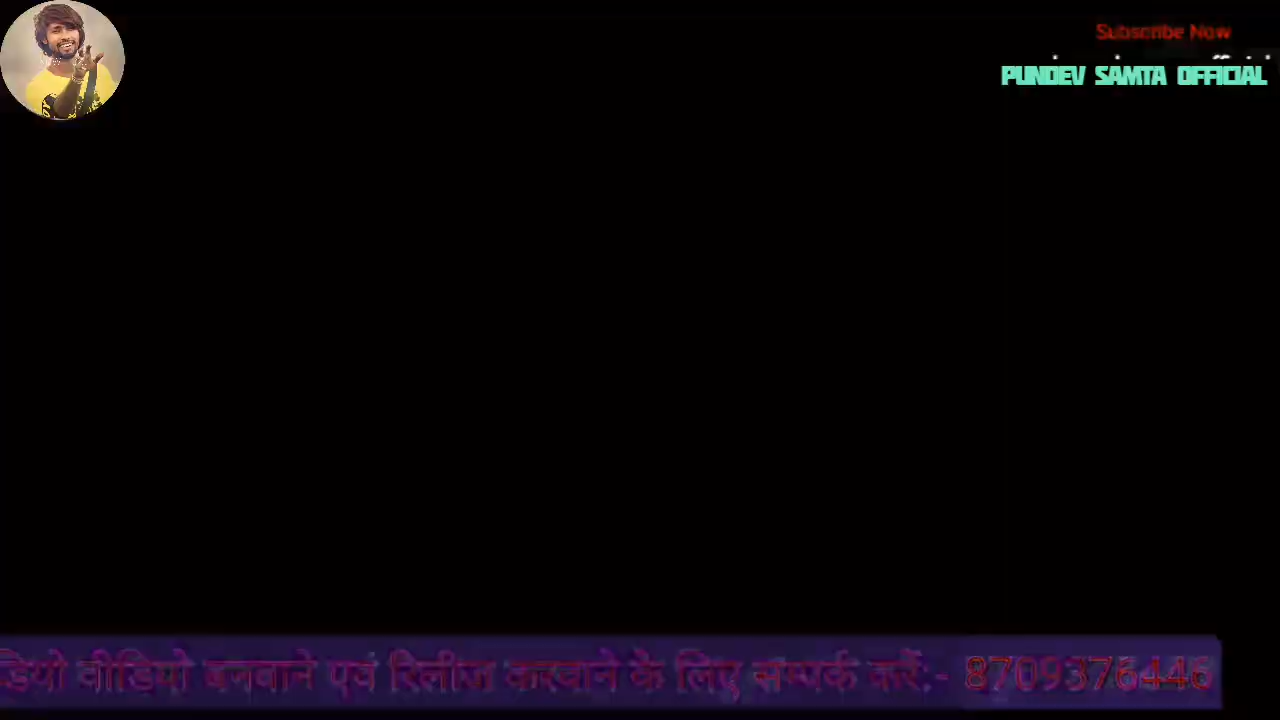 Subscribe Now
PUNDEV SAMTA OFFICIAL
डियो वीडियो बनवाने एवं रिलीज करवाने के लिए सम्पर्क करें:- 8709376446